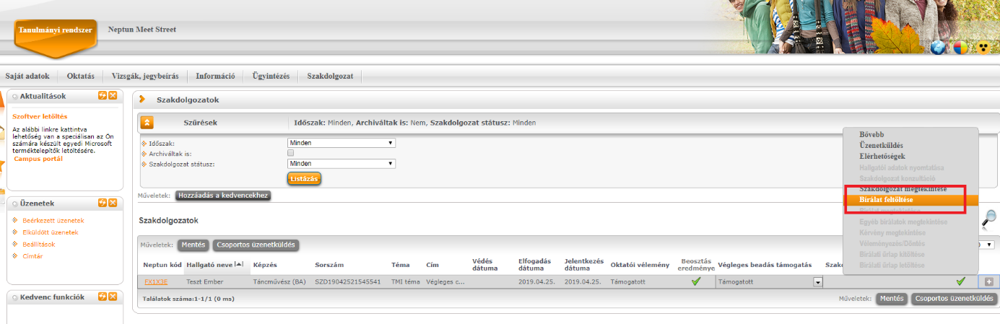 Tanulmányi rendszer
Neptun Meet Street
Saját adatok
Oktatás
Vizsgák, jegybeírás
Információ
Ügyintézés
Szakdolgozat
Aktualitások
Szoftver letöltés
Az alábbi linkre kattintva
lehetőség van a speciálisan az Ön
számára készült egyedi Microsoft
terméktelepítők letöltésére.
Campus portál
Üzenetek
Beérkezett üzenetek
Elküldött üzenetek
Beállítások
Címtár
Kedvenc funkciók
Szakdolgozatok
Szűrések
Időszak: Minden, Archiváltak is: Nem, Szakdolgozat státusz: Minden
Időszak: Minden
Archiváltak is:
Szakdolgozat státusz: Minden
Listázás
Műveletek: Hozzáadás a kedvencekhez
Bővebb
Üzenetküldés
Elérhetőségek
Hallgatói adatok nyomtatása
Szakdolgozat konzultáció
Szakdolgozat megtekintése
Bírálat feltöltése
Bírálat megtekintése
Egyéb bírálatok megtekintése
Kérvény megtekintése
Véleményezés/Döntés
Bírálati űrlap kitöltése
Bírálati űrlap letöltése
Szakdolgozatok
Műveletek: Mentés Csoportos üzenetküldés
Neptun kód Hallgató neve Képzés Sorszám Téma Cím Védés dátuma Elfogadás dátuma Jelentkezés dátuma Oktatói vélemény Beosztás eredménye Végleges beadás támogatás Szak
FX1X3E Teszt Ember Táncművész (BA) SZD19042521545541 TMI téma Végleges c... 2019.04.25. 2019.04.25. Támogatott Támogatott
Találatok száma:1-1/1 (0 ms)
Műveletek: Mentés Csoportos üzenetküldés